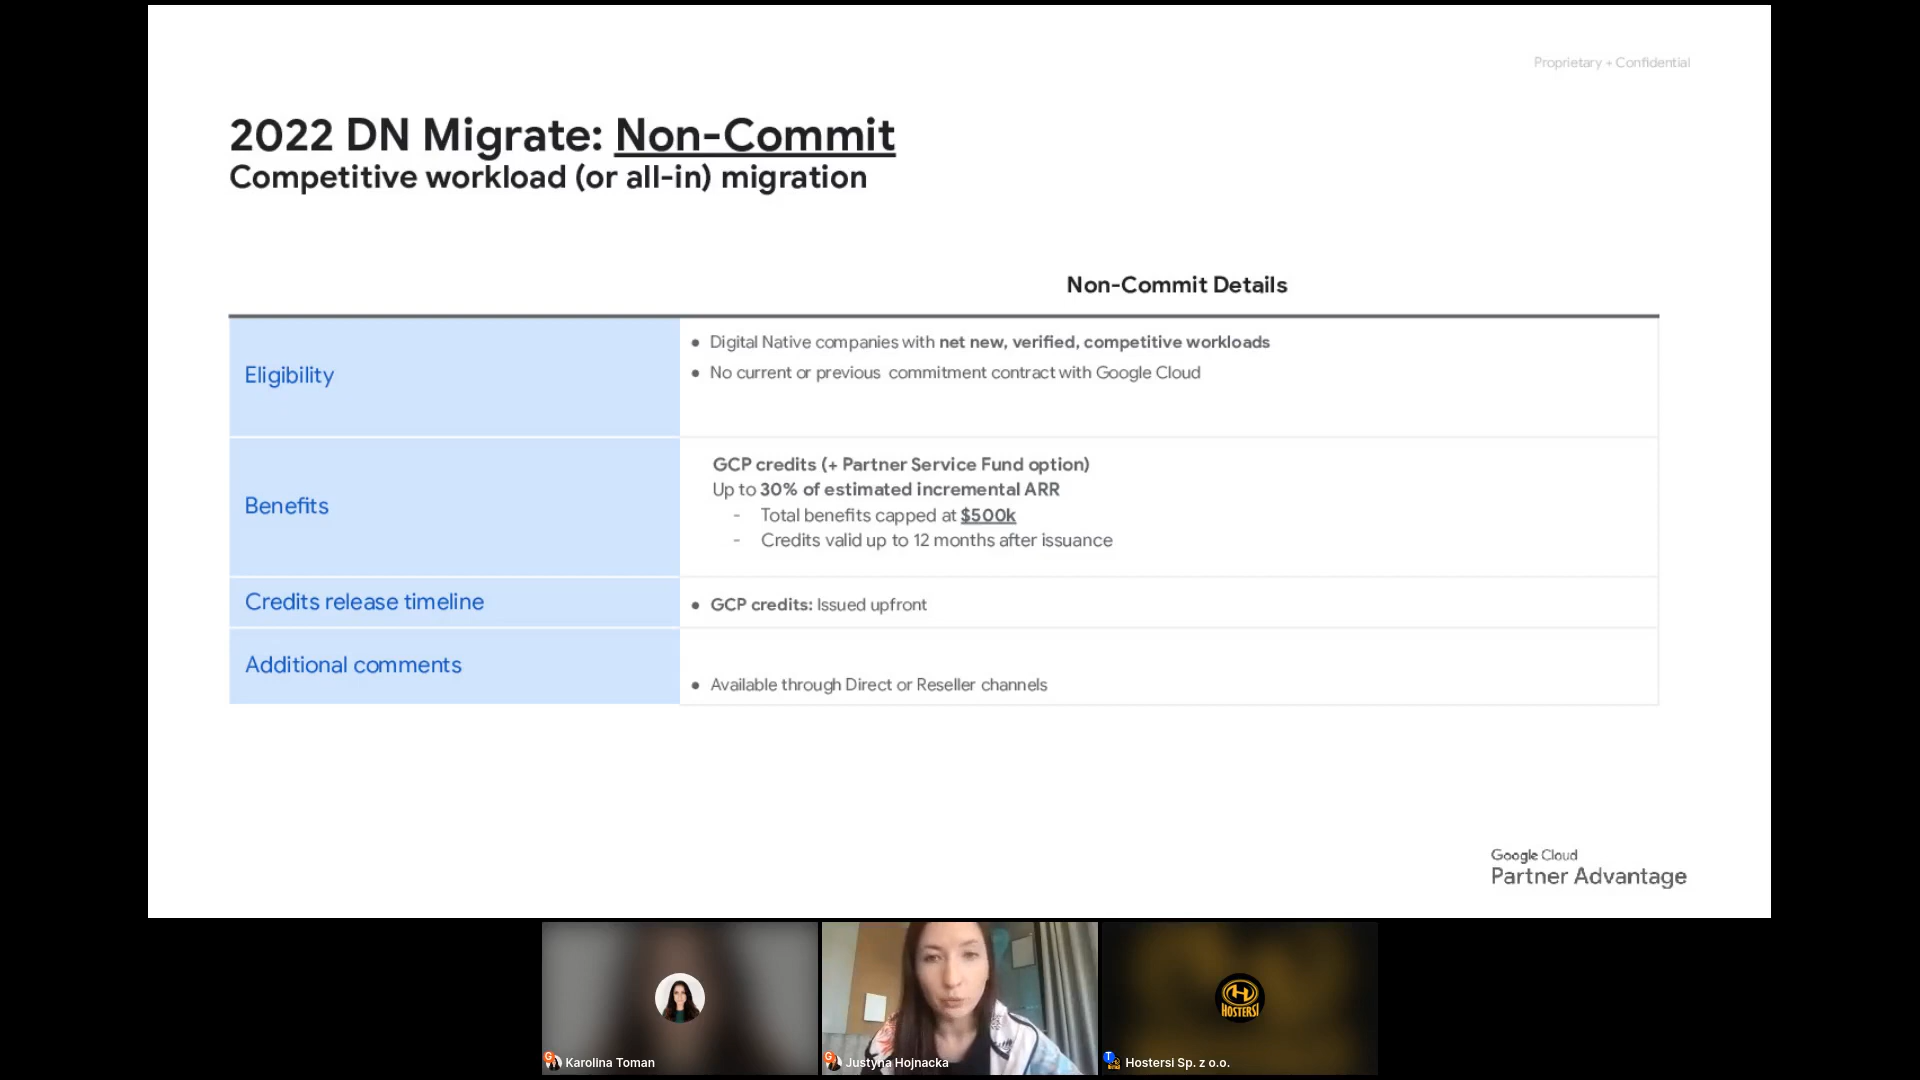 Proprietary + Confidential
2022 DN Migrate: Non-Commit
Competitive workload (or all-in) migration
Non-Commit Details
Eligibility
● Digital Native companies with net new, verified, competitive workloads
● No current or previous commitment contract with Google Cloud
Benefits
GCP credits (+ Partner Service Fund option)
Up to 30% of estimated incremental ARR
- Total benefits capped at $500k
- Credits valid up to 12 months after issuance
Credits release timeline
● GCP credits: Issued upfront
Additional comments
● Available through Direct or Reseller channels
Google Cloud
Partner Advantage
HOSTERSI
G Karolina Toman
G Justyna Hojnacka
T Hostersi Sp. z o.o.